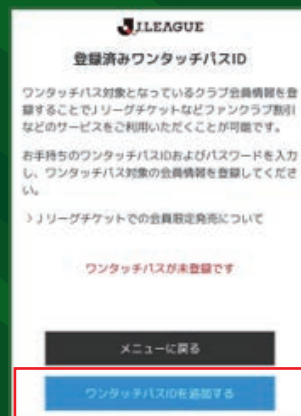 J.LEAGUE
登録済みワンタッチパスID
ワンタッチパス対象となっているクラブ会員情報を登
録することでJリーグチケットなどファンクラブ割引
などのサービスをご利用いただくことが可能です。
お手持ちのワンタッチパスIDおよびパスワードを入力
し、ワンタッチパス対象の会員情報を登録してくださ
い。
> Jリーグチケットでの会員限定発売について
ワンタッチパスが未登録です
メニューに戻る
ワンタッチパスIDを追加する